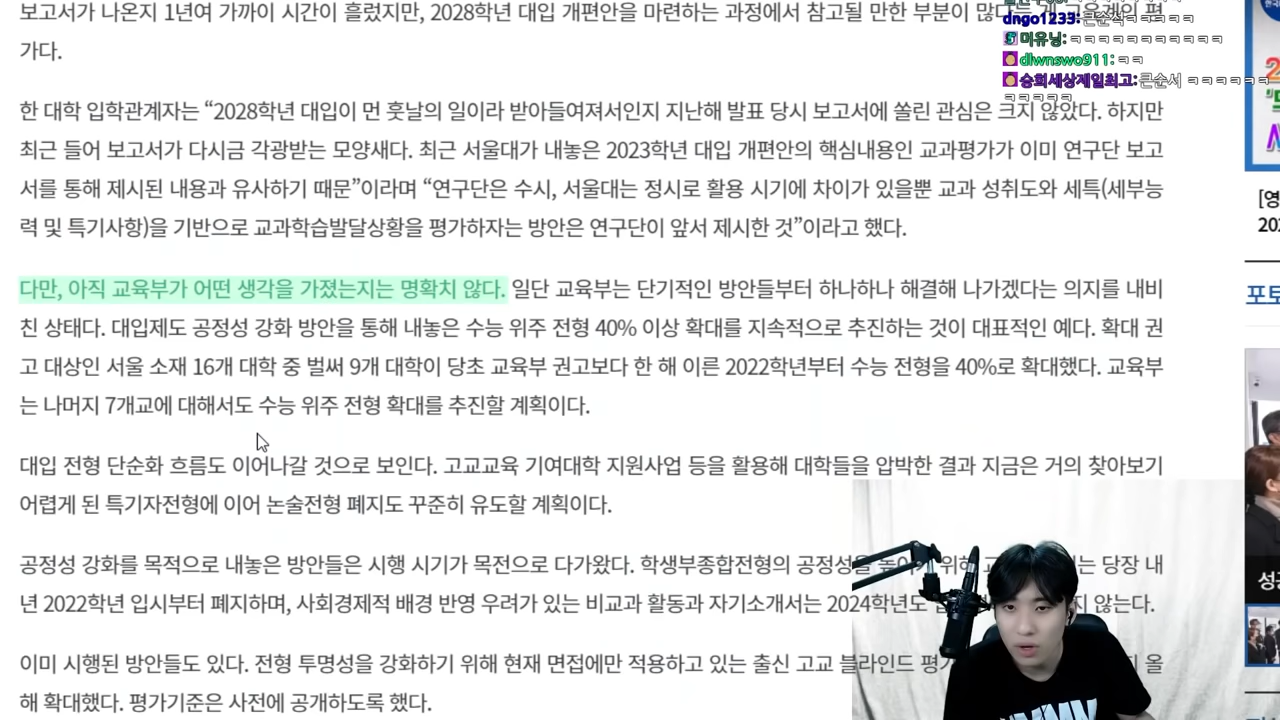 보고서가 나온지 1년여 가까이 시간이 흘렀지만, 2028학년 대입 개편안을 마련하는 과정에서 참고될 만한 부분이
가다.
dngo1233: 큰순식ㅋㅋㅋㅋㅋ
머유닝: ㅋㅋㅋㅋㅋㅋㅋㅋㅋㅋㅋ
dlwnswo911: ㅋㅋ
승희세상제일최고: 큰순서 ㅋㅋㅋㅋㅋㅋ
ㅋㅋㅋㅋㅋ
한 대학 입학관계자는 “2028학년 대입이 먼 훗날의 일이라 받아들여져서인지 지난해 발표 당시 보고서에 쏠린 관심은 크지 않았다. 하지만
최근 들어 보고서가 다시금 각광받는 모양새다. 최근 서울대가 내놓은 2023학년 대입 개편안의 핵심내용인 교과평가가 이미 연구단 보고
서를 통해 제시된 내용과 유사하기 때문”이라며 “연구단은 수시, 서울대는 정시로 활용 시기에 차이가 있을뿐 교과 성취도와 세특(세부능
력 및 특기사항)을 기반으로 교과학습발달상황을 평가하자는 방안은 연구단이 앞서 제시한 것”이라고 했다.
다만, 아직 교육부가 어떤 생각을 가졌는지는 명확치 않다. 일단 교육부는 단기적인 방안들부터 하나하나 해결해 나가겠다는 의지를 내비
친 상태다. 대입제도 공정성 강화 방안을 통해 내놓은 수능 위주 전형 40% 이상 확대를 지속적으로 추진하는 것이 대표적인 예다. 확대 권
고 대상인 서울 소재 16개 대학 중 벌써 9개 대학이 당초 교육부 권고보다 한 해 이른 2022학년부터 수능 전형을 40%로 확대했다. 교육부
는 나머지 7개교에 대해서도 수능 위주 전형 확대를 추진할 계획이다.
대입 전형 단순화 흐름도 이어나갈 것으로 보인다. 고교교육 기여대학 지원사업 등을 활용해 대학들을 압박한 결과 지금은 거의 찾아보기
어렵게 된 특기자전형에 이어 논술전형 폐지도 꾸준히 유도할 계획이다.
공정성 강화를 목적으로 내놓은 방안들은 시행 시기가 목전으로 다가왔다. 학생부종합전형의 공정성을 높이기 위해 는 당장 내
년 2022학년 입시부터 폐지하며, 사회경제적 배경 반영 우려가 있는 비교과 활동과 자기소개서는 2024학년도 지 않는다.
이미 시행된 방안들도 있다. 전형 투명성을 강화하기 위해 현재 면접에만 적용하고 있는 출신 고교 블라인드 평가 올
해 확대했다. 평가기준은 사전에 공개하도록 했다.
[영
포토
성